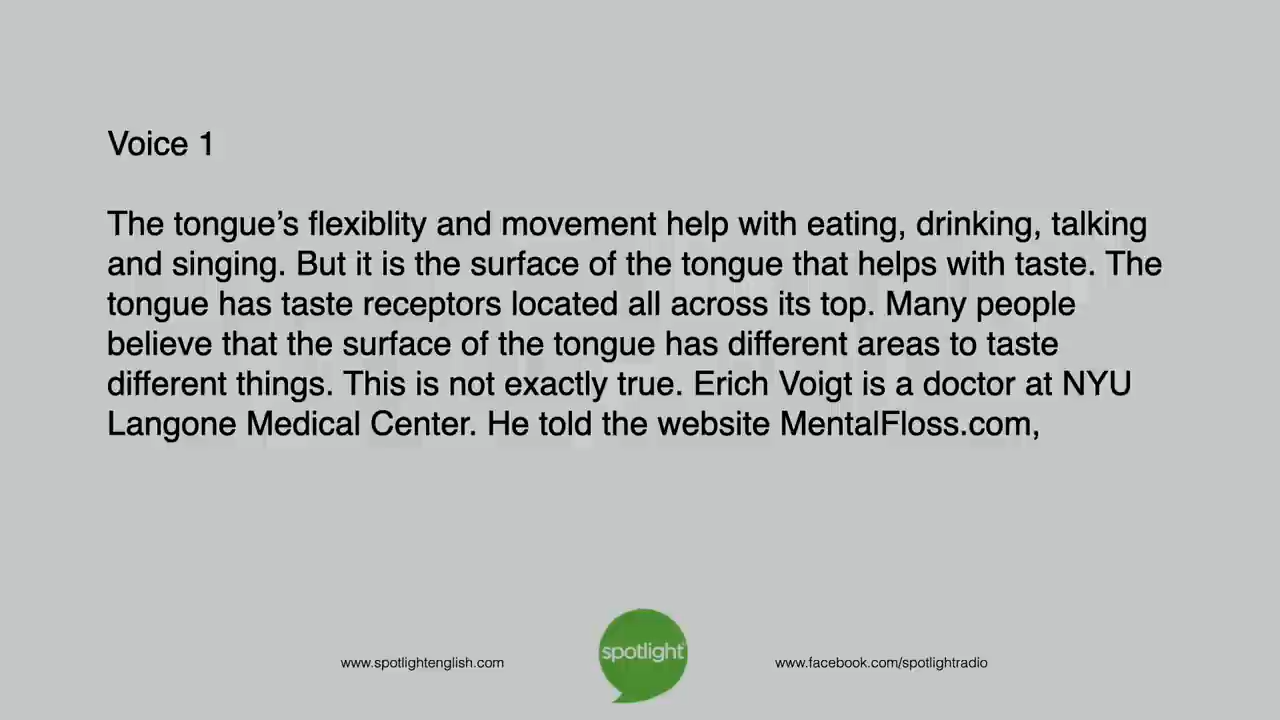 Voice 1
The tongue’s flexiblity and movement help with eating, drinking, talking
and singing. But it is the surface of the tongue that helps with taste. The
tongue has taste receptors located all across its top. Many people
believe that the surface of the tongue has different areas to taste
different things. This is not exactly true. Erich Voigt is a doctor at NYU
Langone Medical Center. He told the website MentalFloss.com,
www.spotlightenglish.com
spotlight
www.facebook.com/spotlightradio